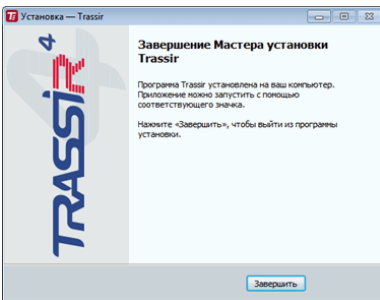 Установка — Trassir
TRASSIR 4
Завершение Мастера установки
Trassir
Программа Trassir установлена на ваш компьютер.
Приложение можно запустить с помощью
соответствующего значка.
Нажмите «Завершить», чтобы выйти из программы
установки.
Завершить